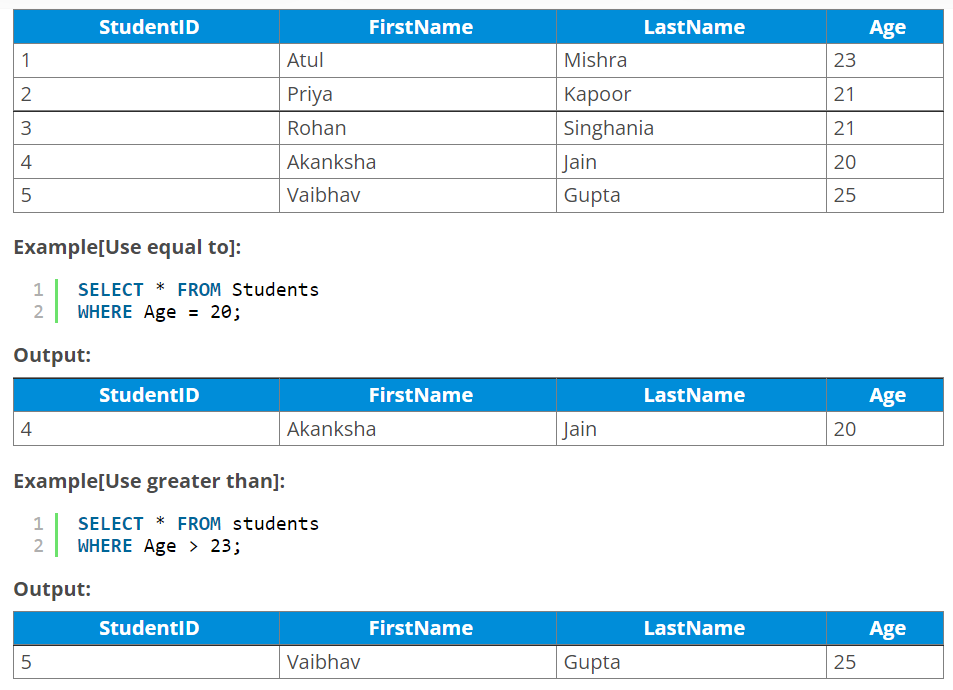 StudentID FirstName LastName Age
1 Atul Mishra 23
2 Priya Kapoor 21
3 Rohan Singhania 21
4 Akanksha Jain 20
5 Vaibhav Gupta 25
Example[Use equal to]:
1 SELECT * FROM Students
2 WHERE Age = 20;
Output:
StudentID FirstName LastName Age
4 Akanksha Jain 20
Example[Use greater than]:
1 SELECT * FROM students
2 WHERE Age > 23;
Output:
StudentID FirstName LastName Age
5 Vaibhav Gupta 25